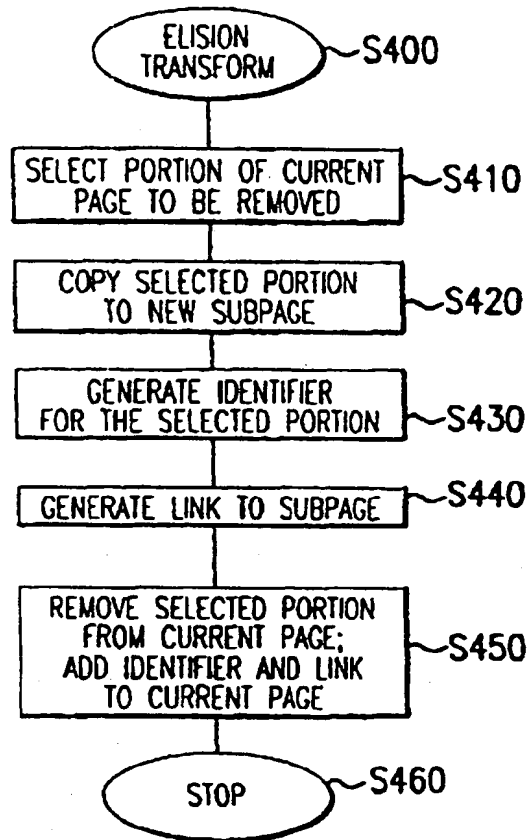 ELISION
TRANSFORM
S400
SELECT PORTION OF CURRENT
PAGE TO BE REMOVED
S410
COPY SELECTED PORTION
TO NEW SUBPAGE
S420
GENERATE IDENTIFIER
FOR THE SELECTED PORTION
S430
GENERATE LINK TO SUBPAGE
S440
REMOVE SELECTED PORTION
FROM CURRENT PAGE;
ADD IDENTIFIER AND LINK
TO CURRENT PAGE
S450
STOP
S460